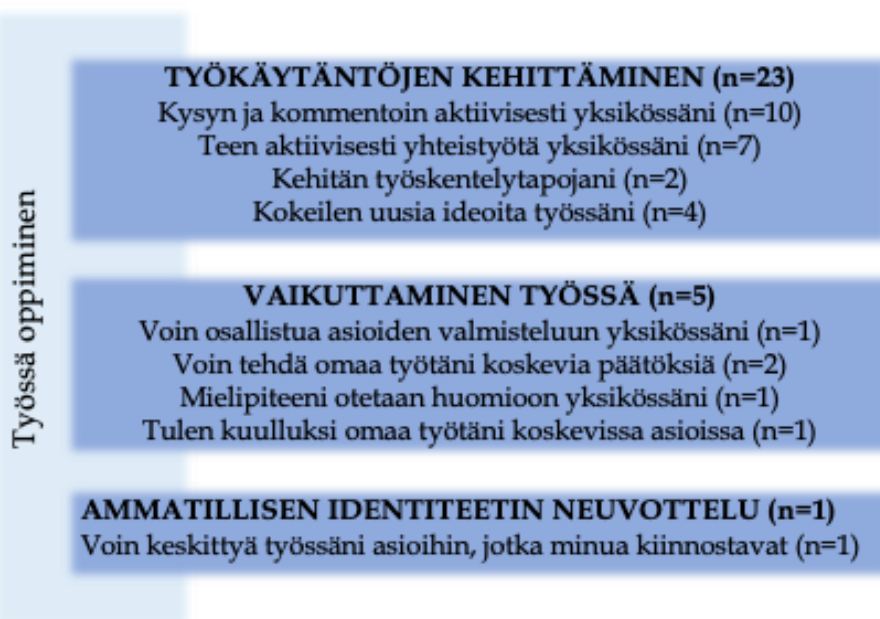 Työssä oppiminen
TYÖKÄYTÄNTÖJEN KEHITTÄMINEN (n=23)
Kysyn ja kommentoin aktiivisesti yksikössäni (n=10)
Teen aktiivisesti yhteistyötä yksikössäni (n=7)
Kehitän työskentelytapojani (n=2)
Kokeilen uusia ideoita työssäni (n=4)
VAIKUTTAMINEN TYÖSSÄ (n=5)
Voin osallistua asioiden valmisteluun yksikössäni (n=1)
Voin tehdä omaa työtäni koskevia päätöksiä (n=2)
Mielipiteeni otetaan huomioon yksikössäni (n=1)
Tulen kuulluksi omaa työtäni koskevissa asioissa (n=1)
AMMATILLISEN IDENTITEETIN NEUVOTTELU (n=1)
Voin keskittyä työssäni asioihin, jotka minua kiinnostavat (n=1)